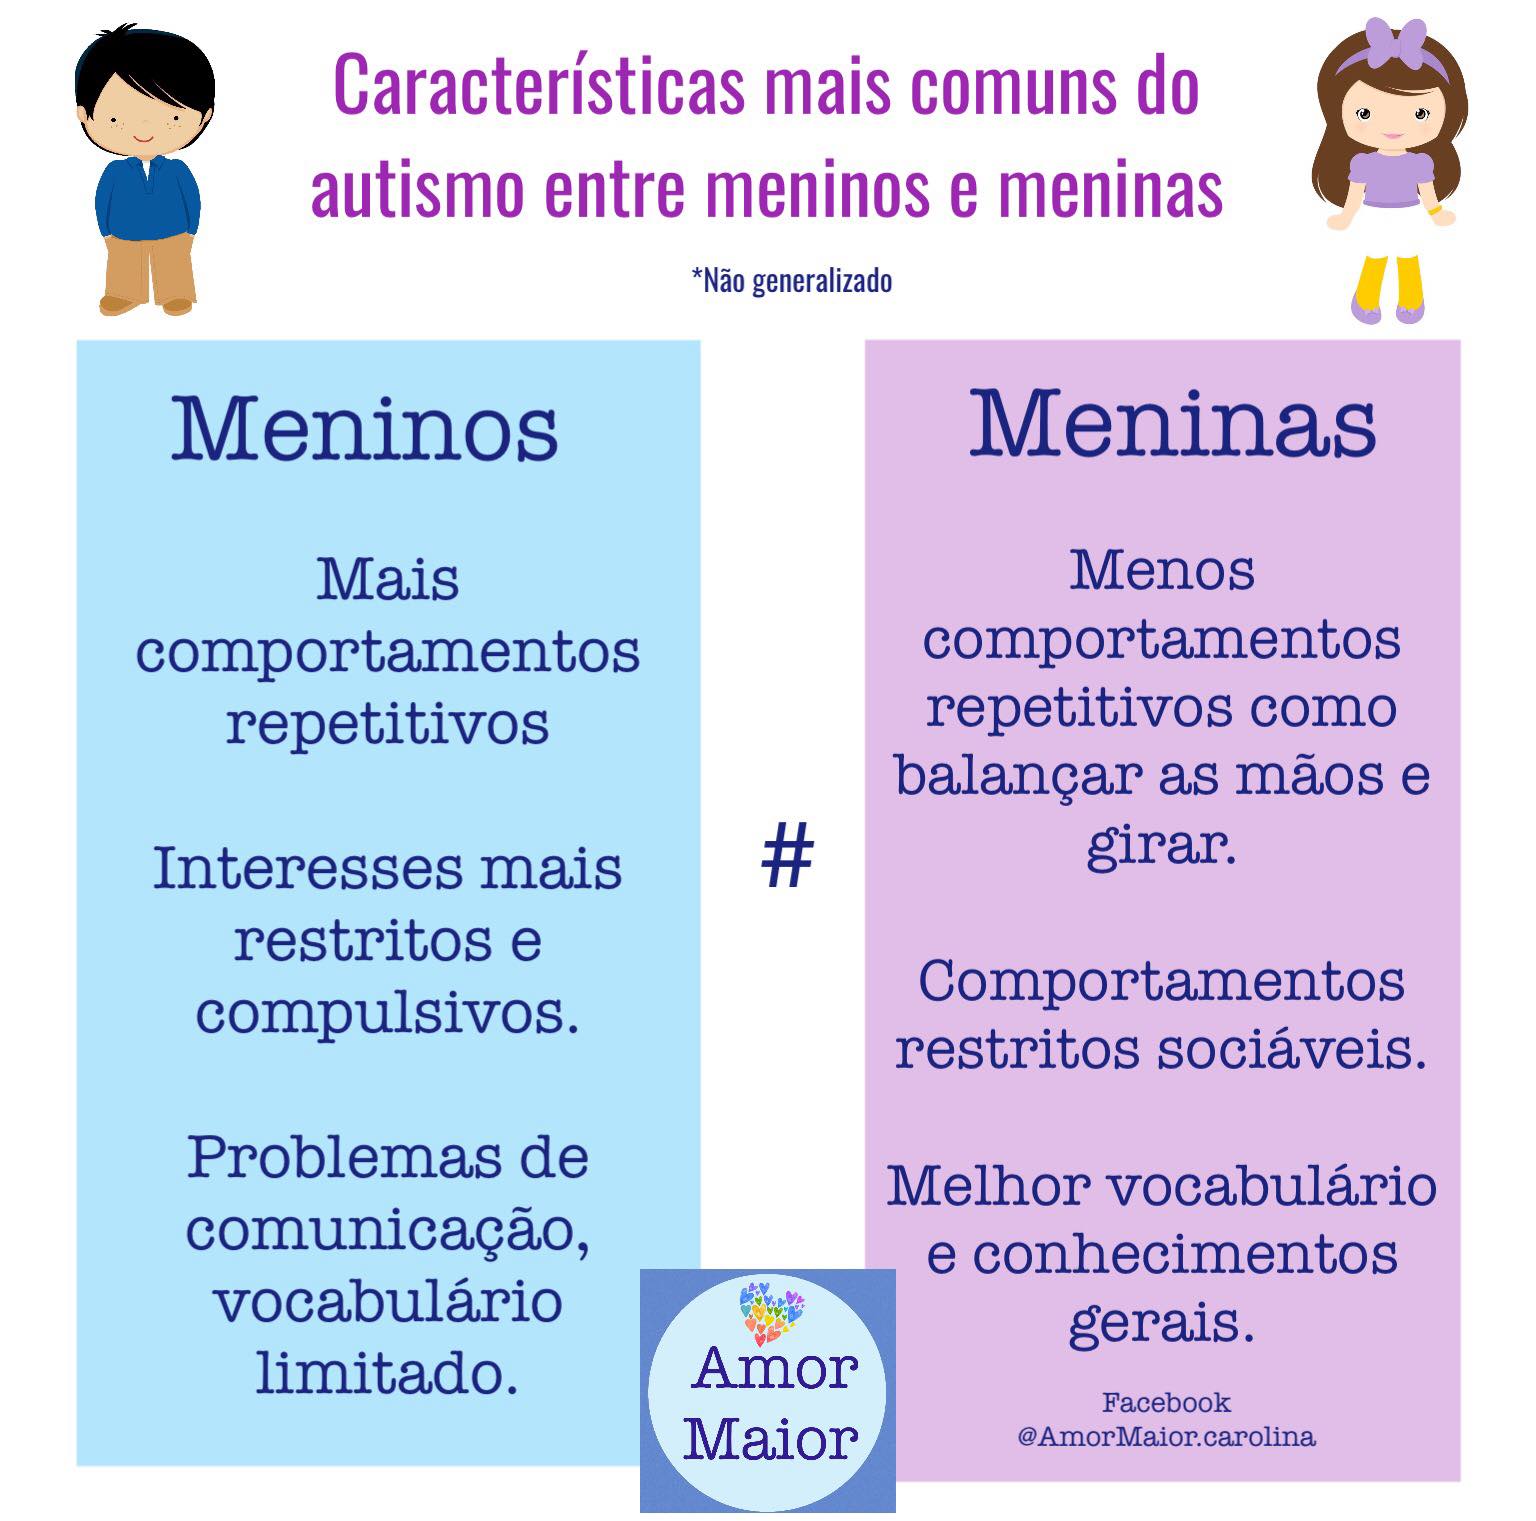 Características mais comuns do
autismo entre meninos e meninas
*Não generalizado
Meninos
Mais
comportamentos
repetitivos
Interesses mais
restritos e
compulsivos.
Problemas de
comunicação,
vocabulário
limitado.
#
Meninas
Menos
comportamentos
repetitivos como
balançar as mãos e
girar.
Comportamentos
restritos sociáveis.
Melhor vocabulário
e conhecimentos
gerais.
Facebook
@AmorMaior.carolina
Amor
Maior